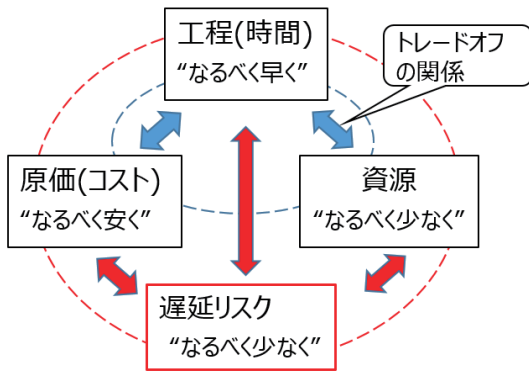 工程(時間)
“なるべく早く”
トレードオフ
の関係
原価(コスト)
“なるべく安く”
資源
“なるべく少なく”
遅延リスク
“なるべく少なく”